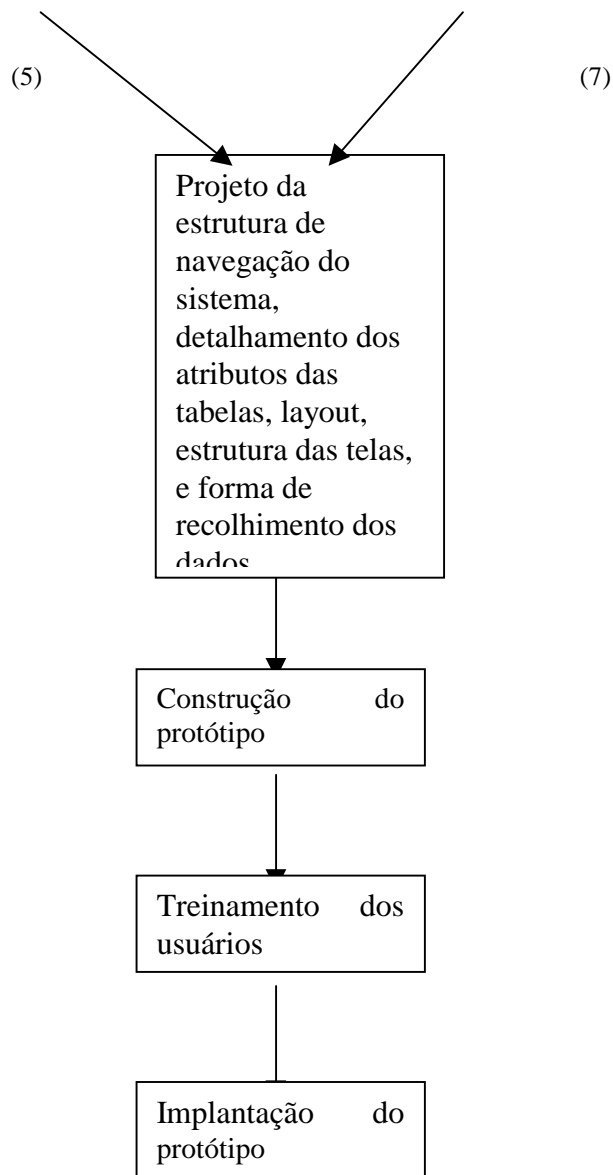 (5) (7)
Projeto da
estrutura de
navegação do
sistema,
detalhamento dos
atributos das
tabelas, layout,
estrutura das telas,
e forma de
recolhimento dos
dados
Construção do
protótipo
Treinamento dos
usuários
Implantação do
protótipo